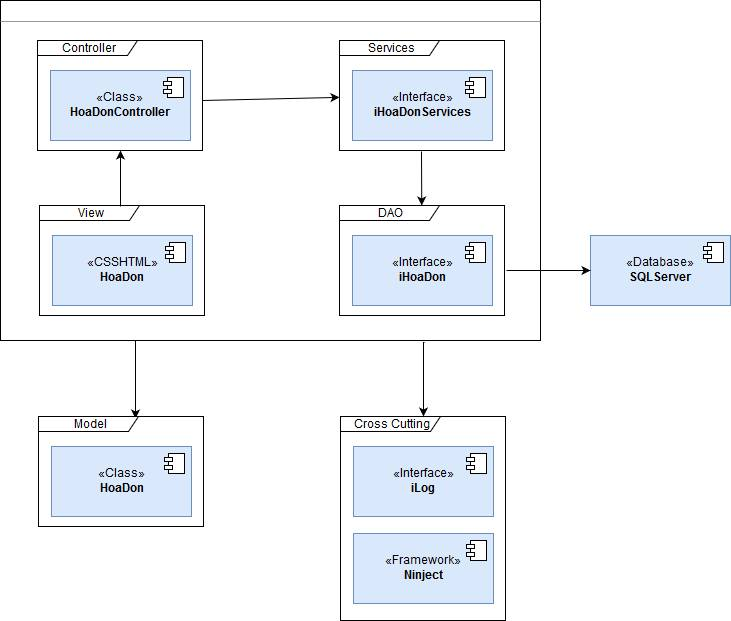 Controller
«Class»
HoaDonController
Services
«Interface»
iHoaDonServices
View
«CSSHTML»
HoaDon
DAO
«Interface»
iHoaDon
«Database»
SQLServer
Model
«Class»
HoaDon
Cross Cutting
«Interface»
iLog
«Framework»
Ninject